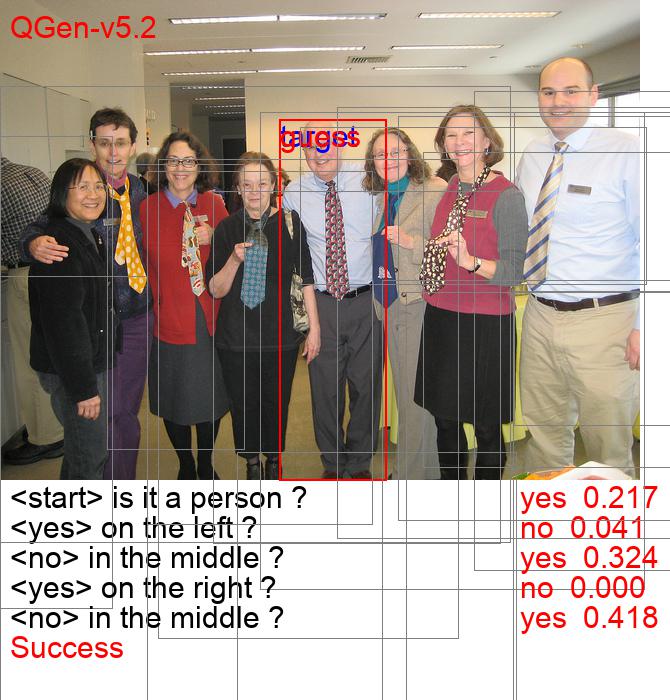 QGen-v5.2
target
guess
<start> is it a person ? yes 0.217
<yes> on the left ? no 0.041
<no> in the middle ? yes 0.324
<yes> on the right ? no 0.000
<no> in the middle ? yes 0.418
Success